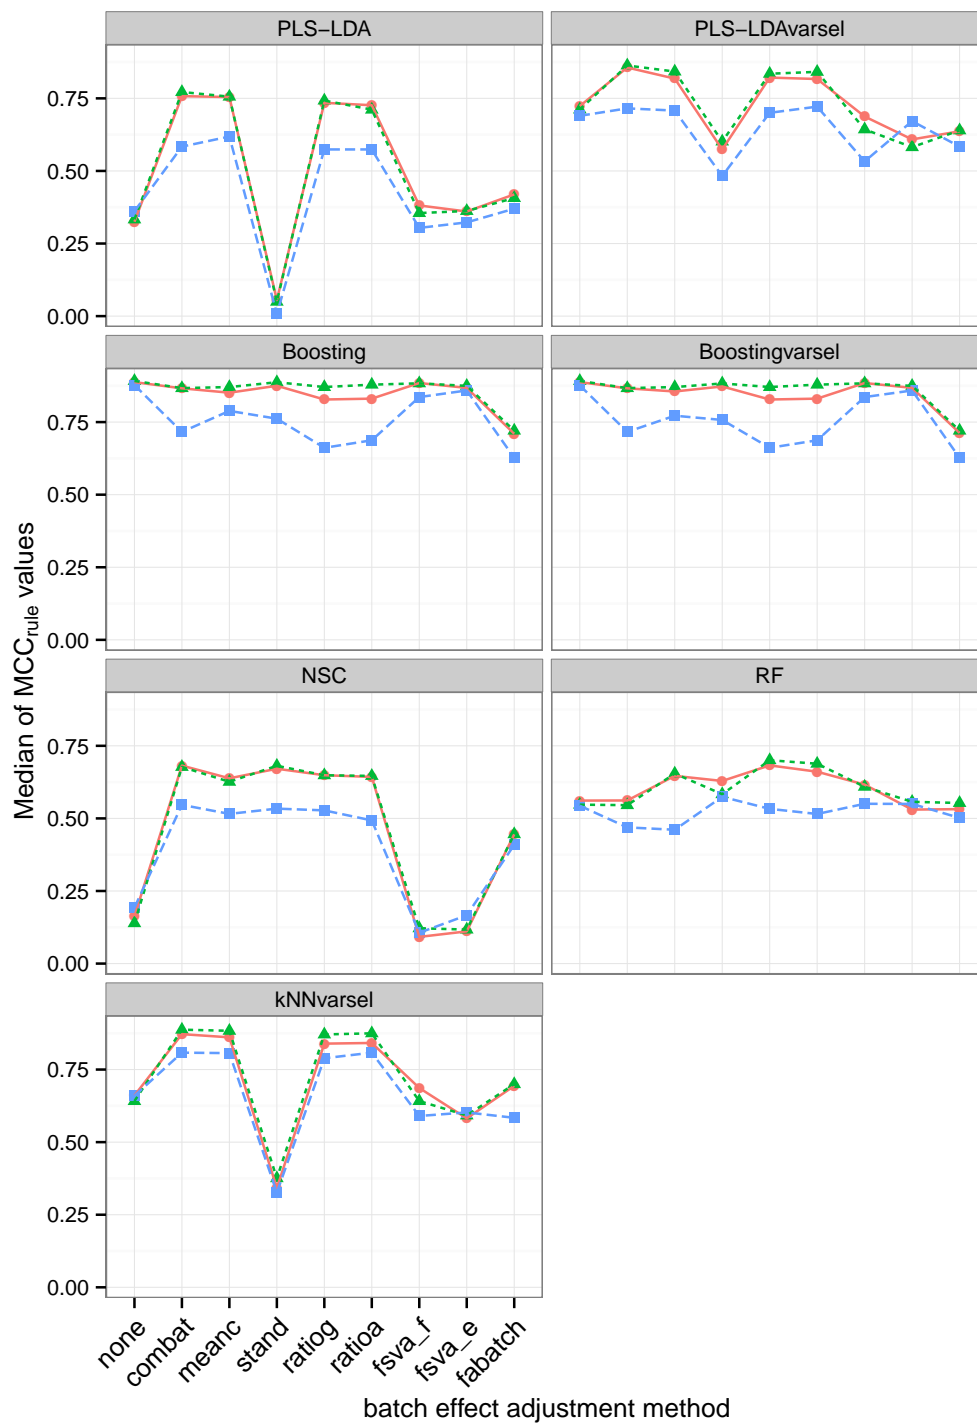 PLS−LDA
PLS−LDAvarsel
0.75
0.50
0.25
0.00
Boosting
Boostingvarsel
0.75
0.50
0.25
0.00
NSC
RF
0.75
0.50
0.25
0.00
kNNvarsel
0.75
0.50
0.25
0.00
none
combat
meanc
stand
ratiog
ratioa
fsva_f
fsva_e
fabatch
batch effect adjustment method
Median of MCCrule values